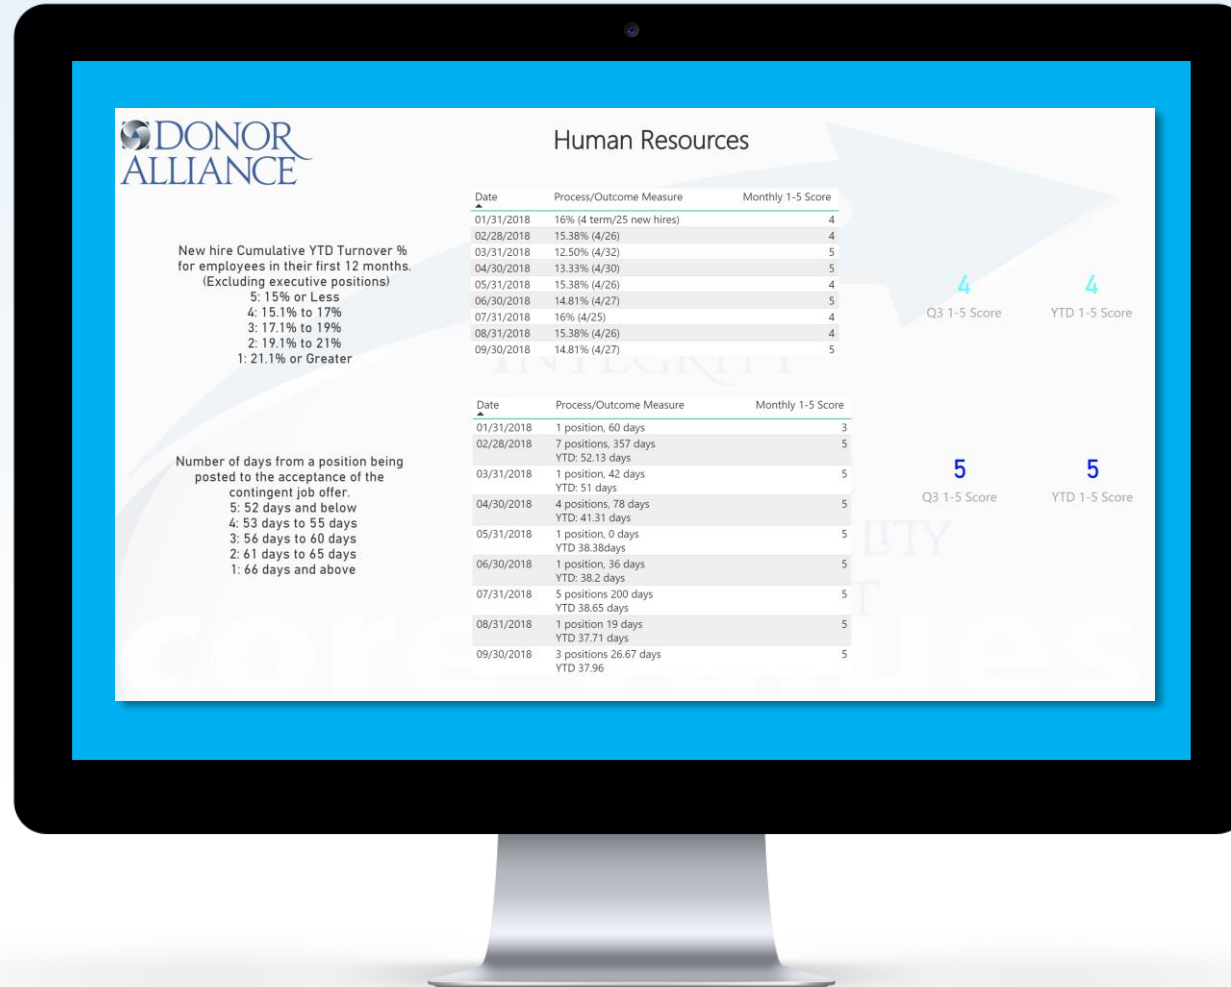 DONOR
ALLIANCE
Human Resources
New hire Cumulative YTD Turnover %
for employees in their first 12 months.
(Excluding executive positions)
5: 15% or Less
4: 15.1% to 17%
3: 17.1% to 19%
2: 19.1% to 21%
1: 21.1% or Greater
Date Process/Outcome Measure Monthly 1-5 Score
01/31/2018 16% (4 term/25 new hires) 4
02/28/2018 15.38% (4/26) 4
03/31/2018 12.50% (4/32) 5
04/30/2018 13.33% (4/30) 5
05/31/2018 15.38% (4/26) 4
06/30/2018 14.81% (4/27) 5
07/31/2018 16% (4/25) 4
08/31/2018 15.38% (4/26) 4
09/30/2018 14.81% (4/27) 5
4 4
Q3 1-5 Score YTD 1-5 Score
INTEGRITY
Number of days from a position being
posted to the acceptance of the
contingent job offer.
5: 52 days and below
4: 53 days to 55 days
3: 56 days to 60 days
2: 61 days to 65 days
1: 66 days and above
Date Process/Outcome Measure Monthly 1-5 Score
01/31/2018 1 position, 60 days 3
02/28/2018 7 positions, 357 days 5
YTD: 52.13 days
03/31/2018 1 position, 42 days 5
YTD: 51 days
04/30/2018 4 positions, 78 days 5
YTD: 41.31 days
05/31/2018 1 position, 0 days 5
YTD 38.38days
06/30/2018 1 position, 36 days 5
YTD: 38.2 days
07/31/2018 5 positions 200 days 5
YTD 38.65 days
08/31/2018 1 position 19 days 5
YTD 37.71 days
09/30/2018 3 positions 26.67 days 5
YTD 37.96
5 5
Q3 1-5 Score YTD 1-5 Score
core values